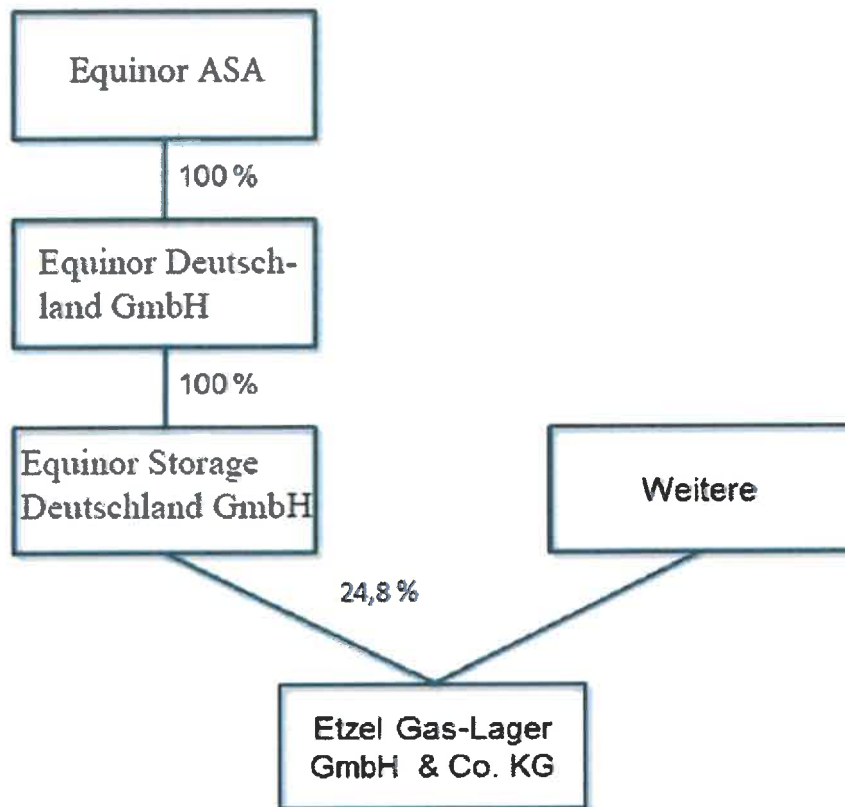 Equinor ASA
100 %
Equinor Deutsch-
land GmbH
100 %
Equinor Storage
Deutschland GmbH
Weitere
24,8 %
Etzel Gas-Lager
GmbH & Co. KG